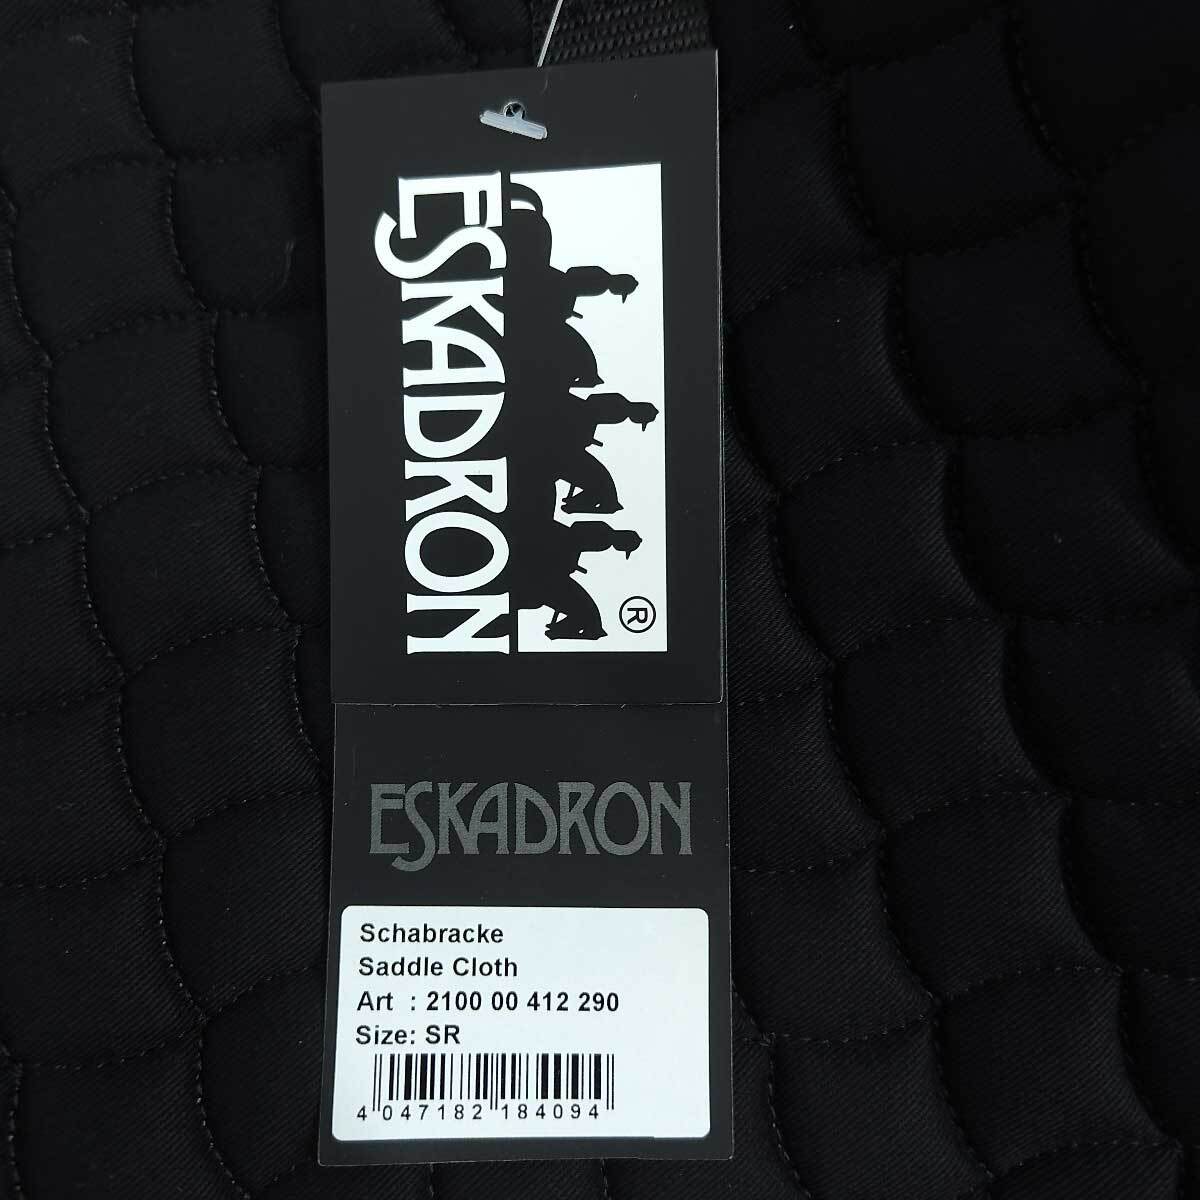 ESKADRON
®
ESKADRON
Schabracke
Saddle Cloth
Art : 2100 00 412 290
Size: SR
4 047182 184094